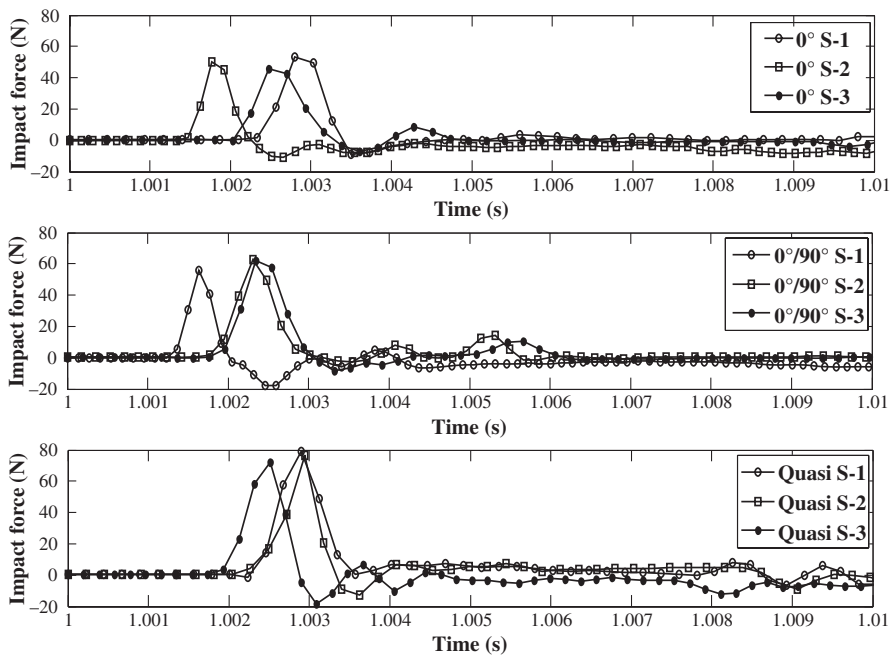 Impact force (N)
80
60
40
20
0
−20
0° S-1
0° S-2
0° S-3
1 1.001 1.002 1.003 1.004 1.005 1.006 1.007 1.008 1.009 1.01
Time (s)
Impact force (N)
80
60
40
20
0
−20
0°/90° S-1
0°/90° S-2
0°/90° S-3
1 1.001 1.002 1.003 1.004 1.005 1.006 1.007 1.008 1.009 1.01
Time (s)
Impact force (N)
80
60
40
20
0
−20
Quasi S-1
Quasi S-2
Quasi S-3
1 1.001 1.002 1.003 1.004 1.005 1.006 1.007 1.008 1.009 1.01
Time (s)